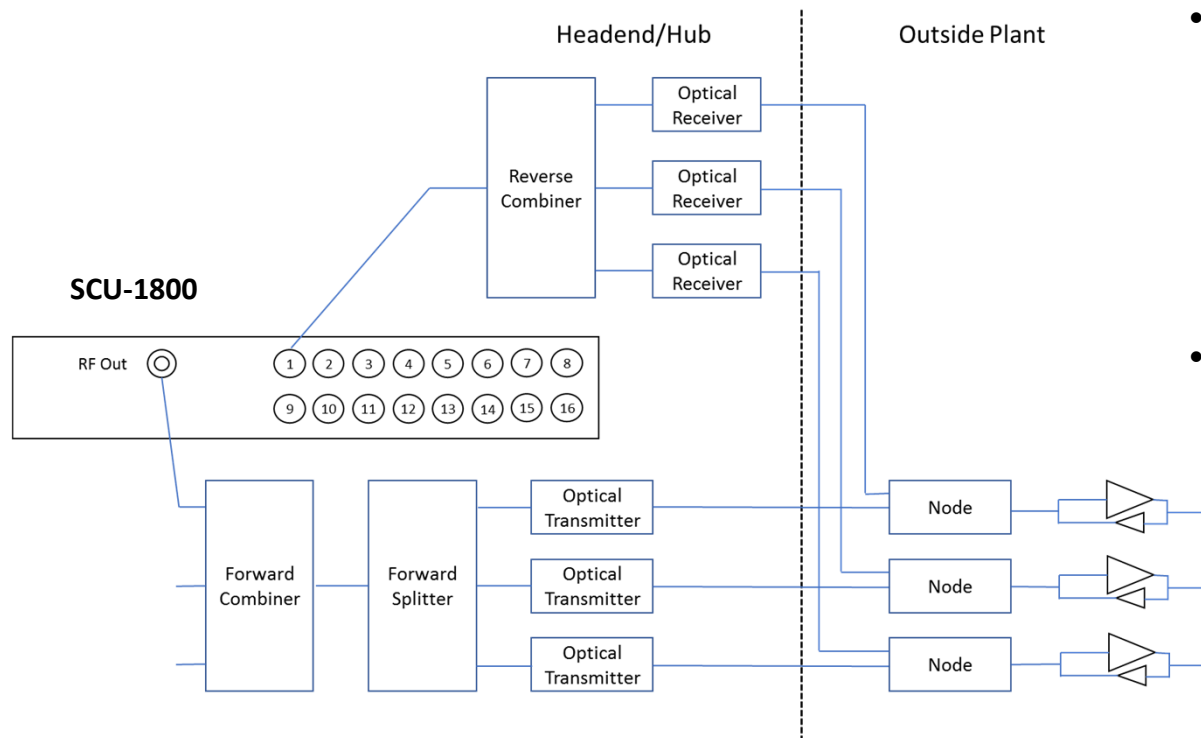 Headend/Hub
Outside Plant
•
Optical
Receiver
Reverse
Combiner
Optical
Receiver
Optical
Receiver
SCU-1800
RF Out
1 2 3 4 5 6 7 8
9 10 11 12 13 14 15 16
•
Forward
Combiner
Forward
Splitter
Optical
Transmitter
Node
Optical
Transmitter
Node
Optical
Transmitter
Node